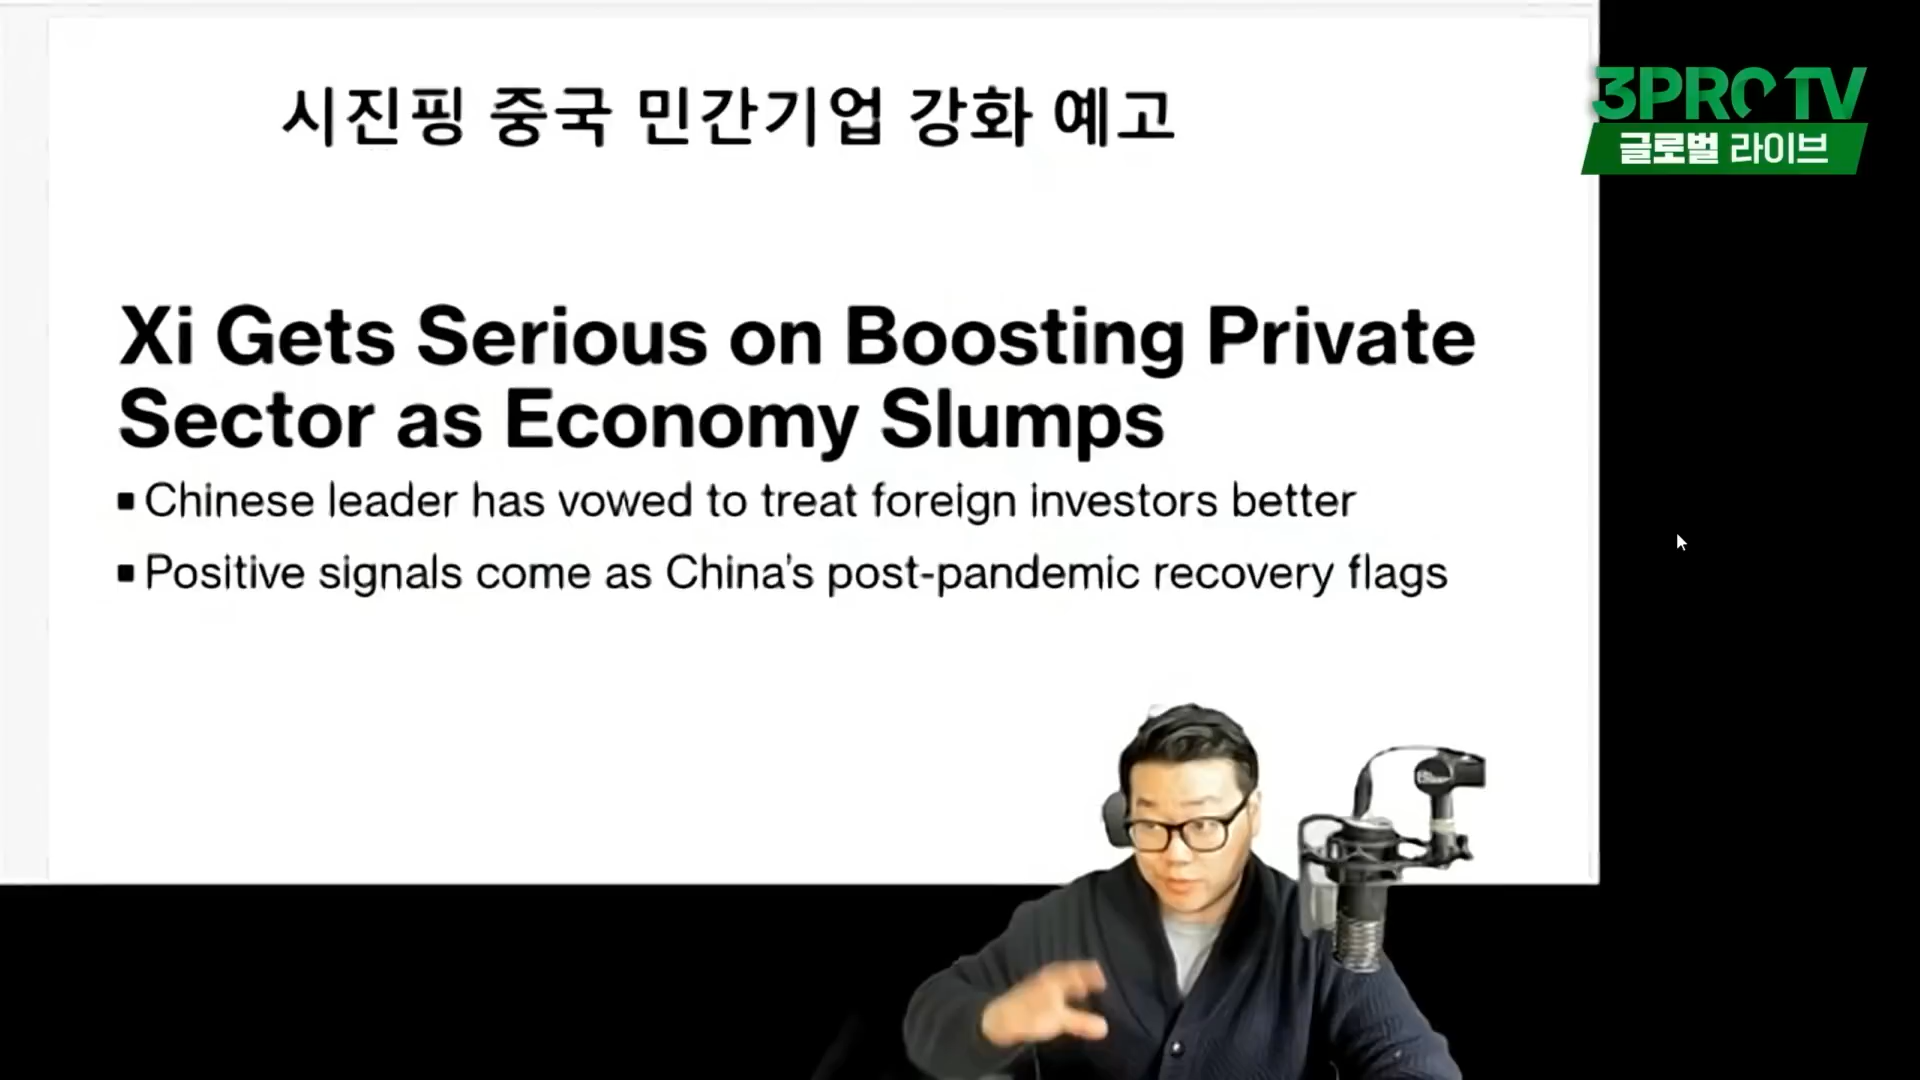 시진핑 중국 민간기업 강화 예고
3PRO TV
글로벌 라이브
Xi Gets Serious on Boosting Private
Sector as Economy Slumps
▪ Chinese leader has vowed to treat foreign investors better
▪ Positive signals come as China's post-pandemic recovery flags